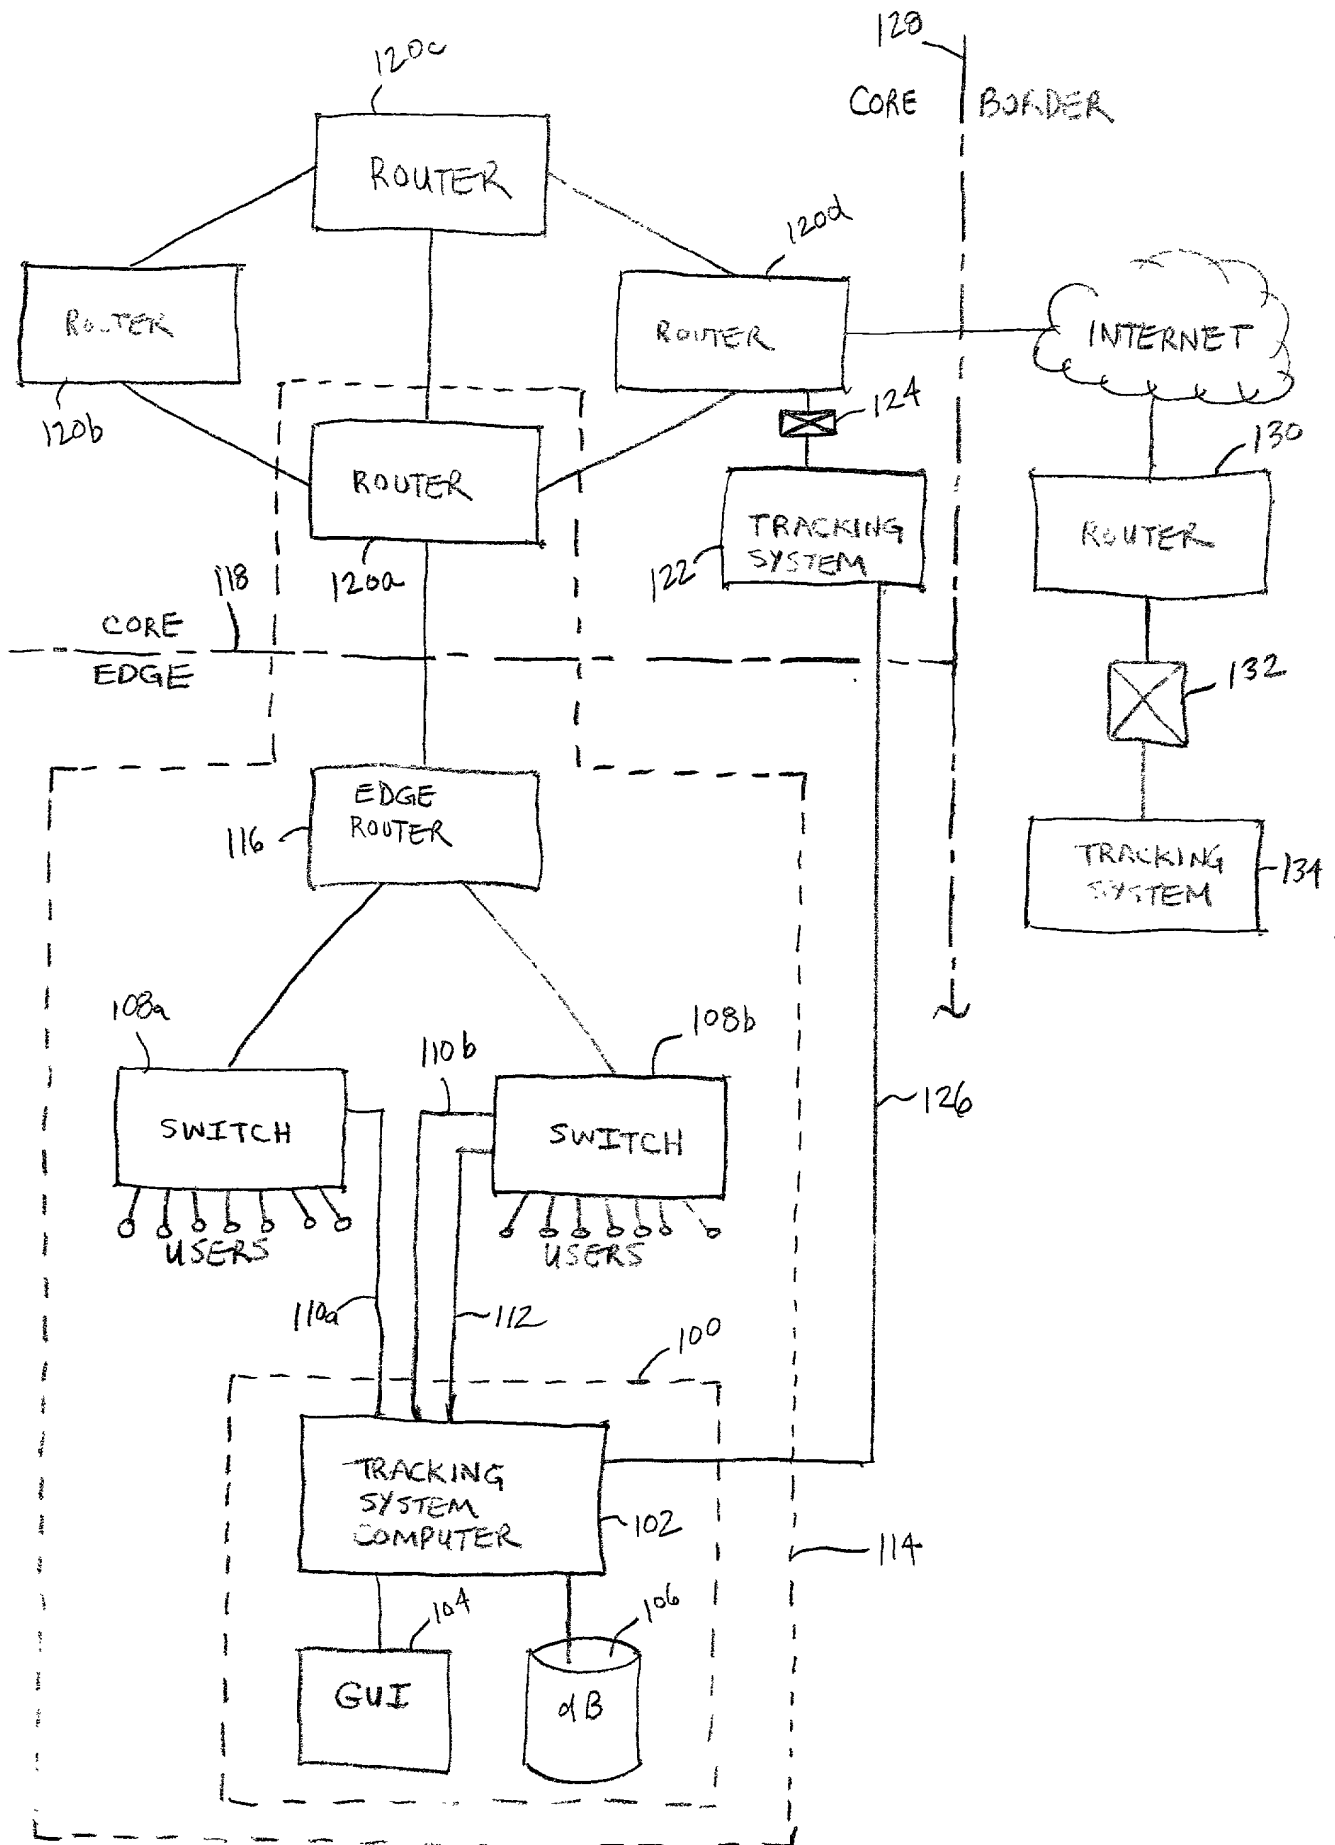 128
120c
CORE
BORDER
ROUTER
120d
ROUTER
ROUTER
INTERNET
124
120b
130
ROUTER
TRACKING
SYSTEM
ROUTER
122
120a
118
CORE
EDGE
132
EDGE
ROUTER
116
TRACKING
SYSTEM
134
108a
108b
110b
126
SWITCH
SWITCH
USERS
USERS
110a
112
100
TRACKING
SYSTEM
COMPUTER
102
114
104
106
GUI
dB